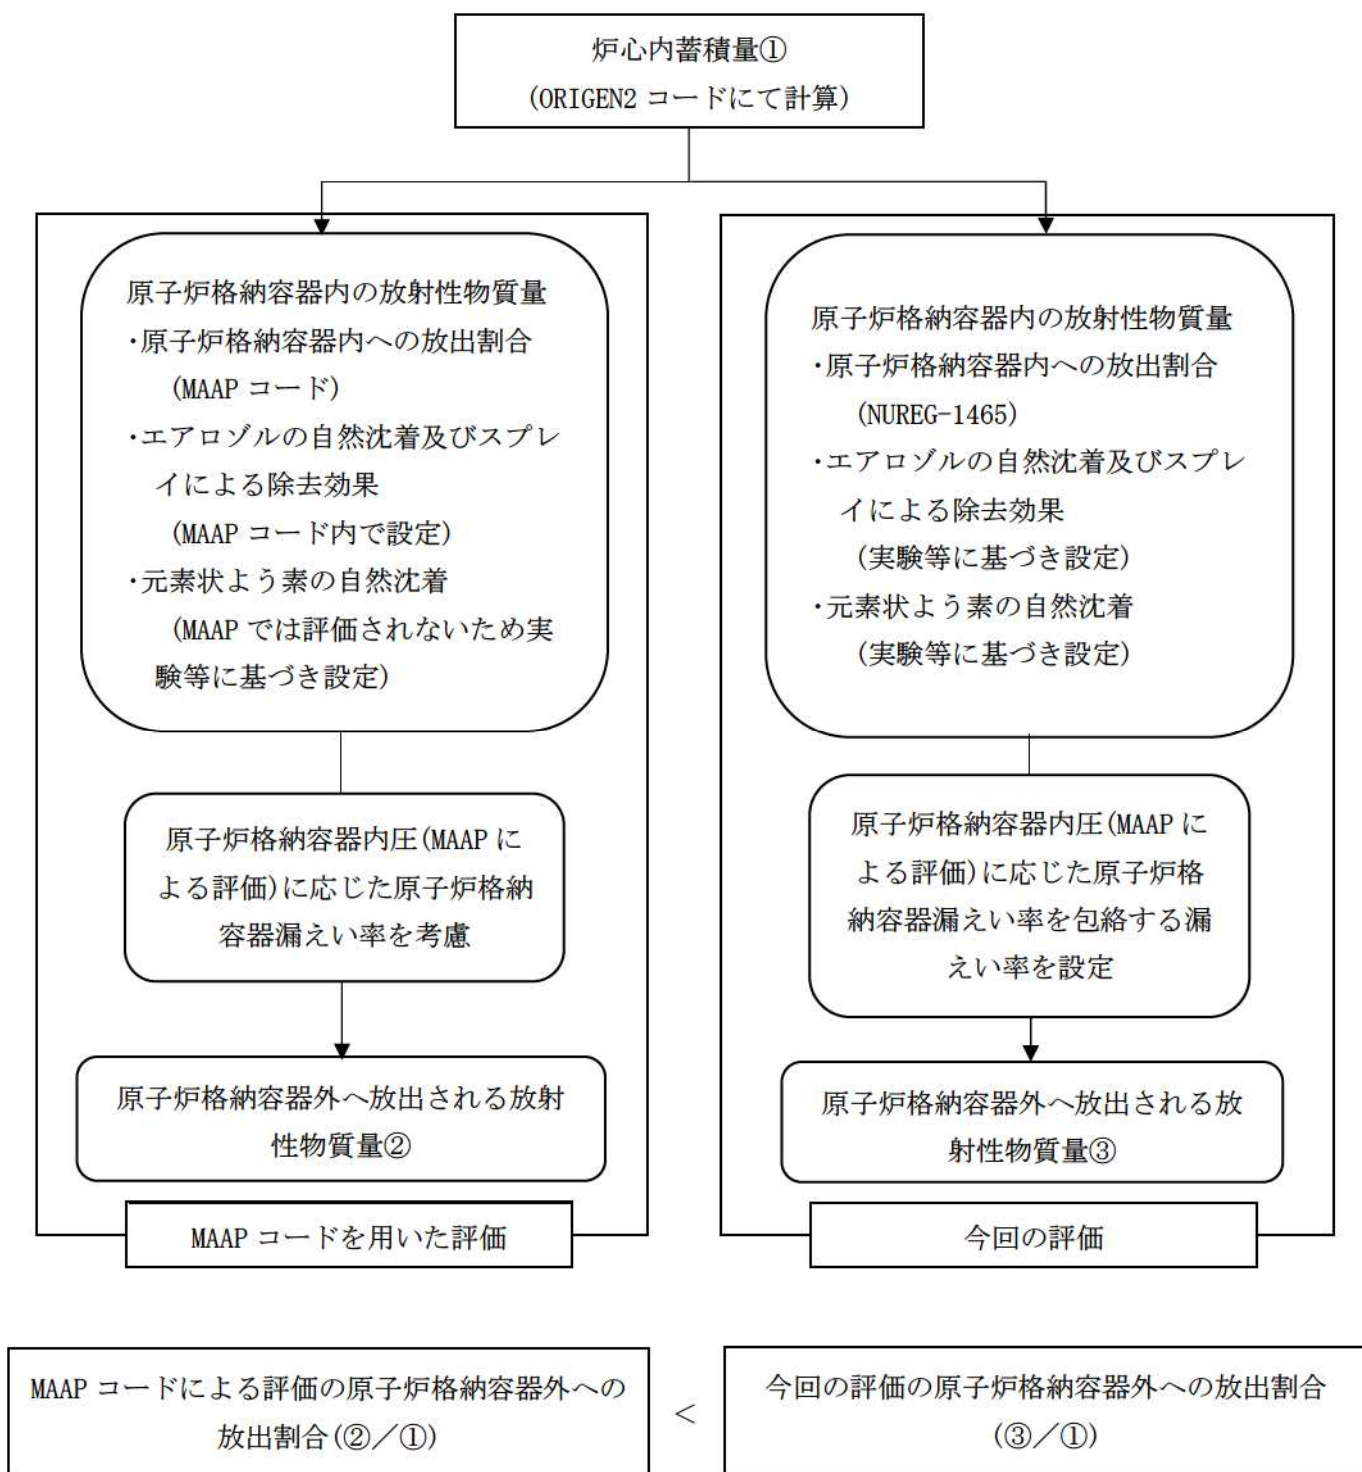 炉心内蓄積量①
(ORIGEN2 コードにて計算)
原子炉格納容器内の放射性物質量
・原子炉格納容器内への放出割合
(MAAP コード)
・エアロゾルの自然沈着及びスプレ
イによる除去効果
(MAAP コード内で設定)
・元素状よう素の自然沈着
(MAAP では評価されないため実
験等に基づき設定)
原子炉格納容器内圧(MAAP に
よる評価)に応じた原子炉格納
容器漏えい率を考慮
原子炉格納容器外へ放出される放射
性物質量②
MAAP コードを用いた評価
原子炉格納容器内の放射性物質量
・原子炉格納容器内への放出割合
(NUREG-1465)
・エアロゾルの自然沈着及びスプレ
イによる除去効果
(実験等に基づき設定)
・元素状よう素の自然沈着
(実験等に基づき設定)
原子炉格納容器内圧(MAAP に
よる評価)に応じた原子炉格
納容器漏えい率を包絡する漏
えい率を設定
原子炉格納容器外へ放出される放
射性物質量③
今回の評価
MAAP コードによる評価の原子炉格納容器外への
放出割合(②／①)
＜
今回の評価の原子炉格納容器外への放出割合
(③／①)